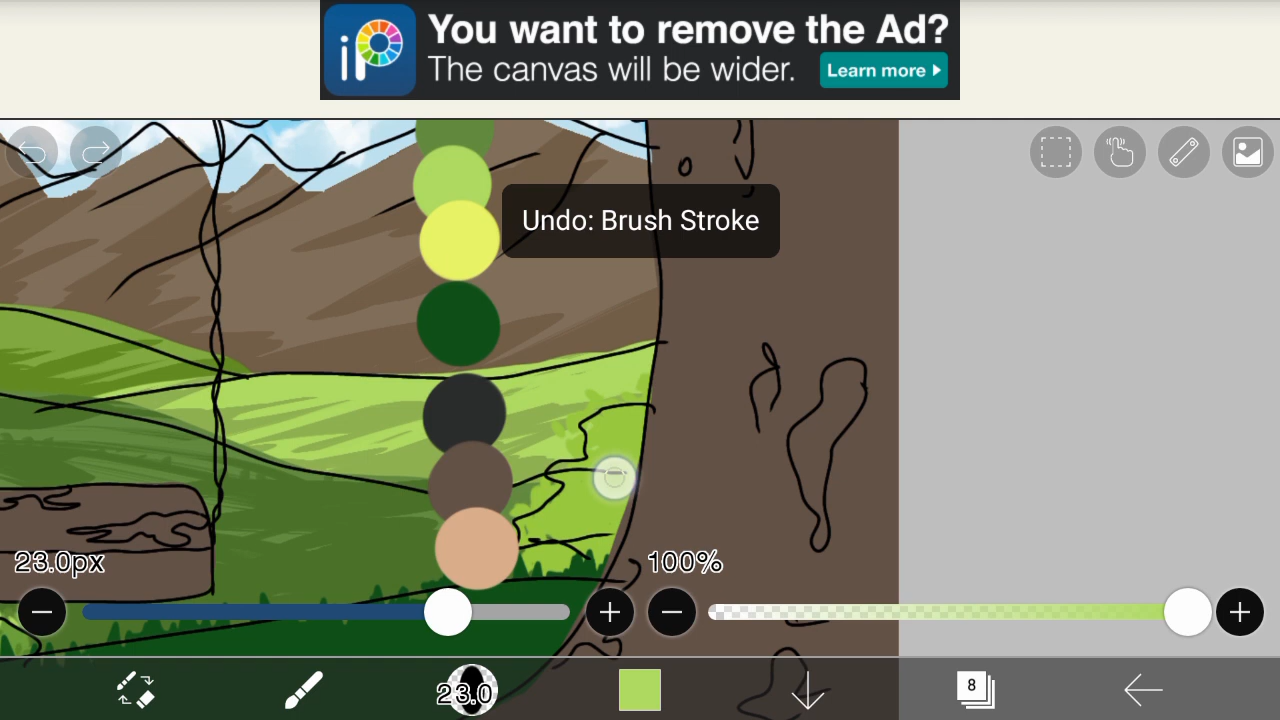 iP
You want to remove the Ad?
The canvas will be wider.
Learn more
Undo: Brush Stroke
23.0px
100%
23.0
8